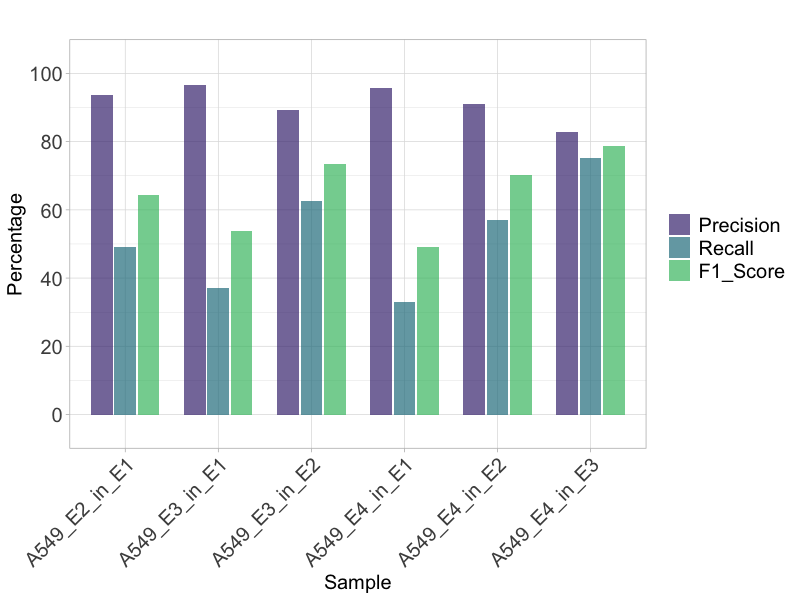 100
80
60
40
20
0
Percentage
A549_E2_in_E1
A549_E3_in_E1
A549_E3_in_E2
A549_E4_in_E1
A549_E4_in_E2
A549_E4_in_E3
Sample
Precision
Recall
F1_Score